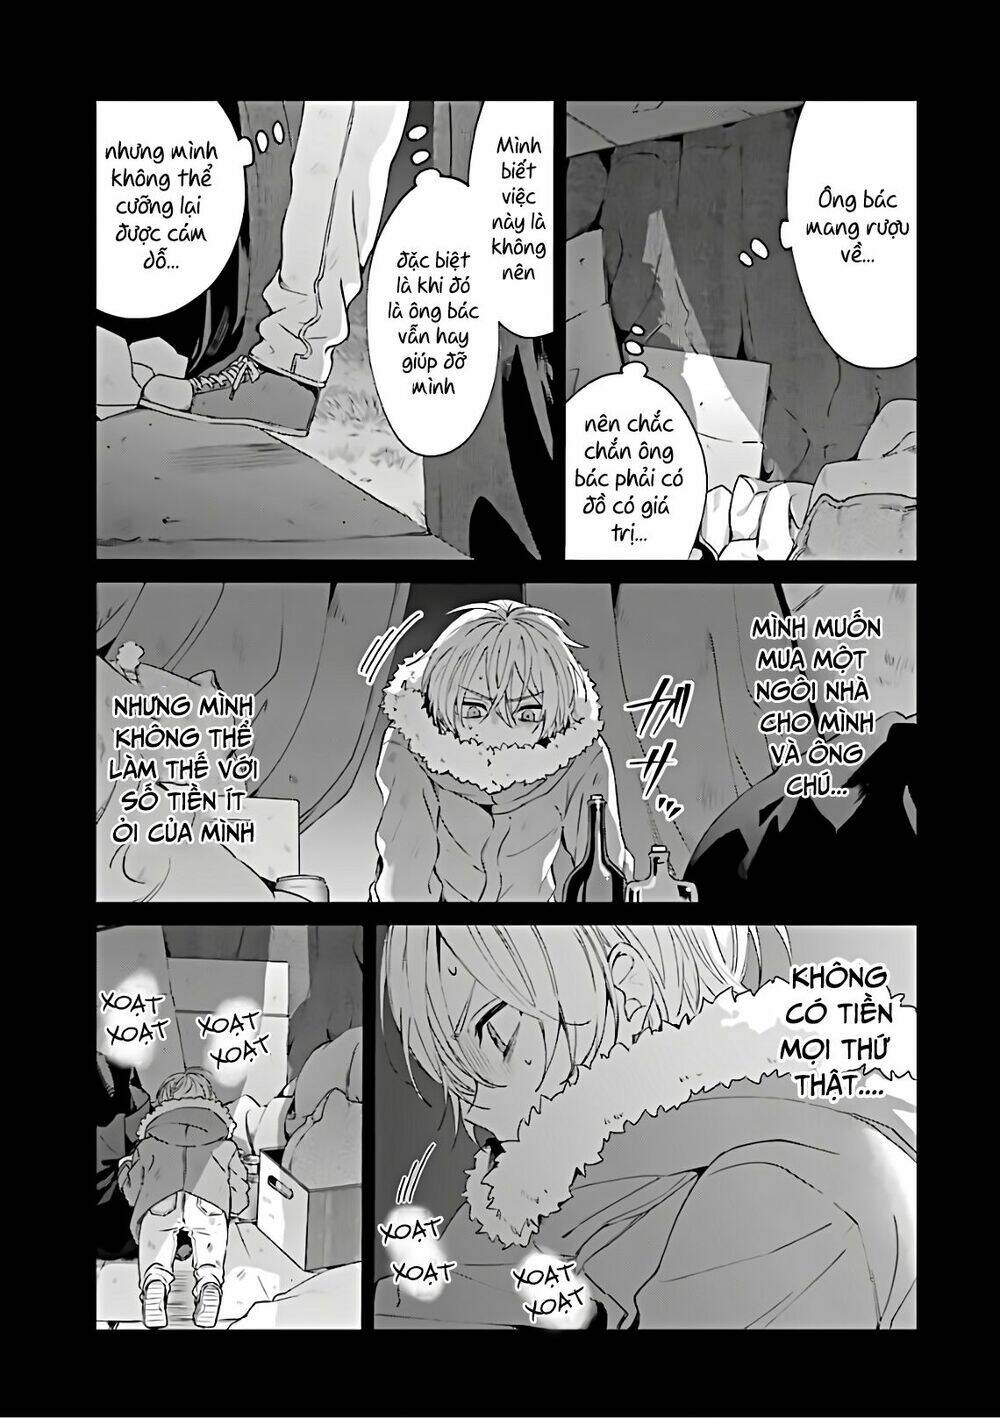 Ông bác
mang rượu
về...
nên chắc
chắn ông
bác phải có
đồ có giá
trị...
Mình
biết
việc
này là
không
nên
đặc biệt
là khi đó
là ông bác
vẫn hay
giúp đỡ
mình
nhưng mình
không thể
cưỡng lại
được cám
dỗ...
MÌNH MUỐN
MUA MỘT
NGÔI NHÀ
CHO MÌNH
VÀ ÔNG
CHÚ...
ガサ
ガサ
NHƯNG MÌNH
KHÔNG THỂ
LÀM THẾ VỚI
SỐ TIỀN ÍT
ỎI CỦA MÌNH
KHÔNG
CÓ TIỀN
MỌI THỨ
THẬT....
XOẠT
XOẠT
XOẠT
XOẠT
XOẠT
XOẠT
XOẠT
XOẠT